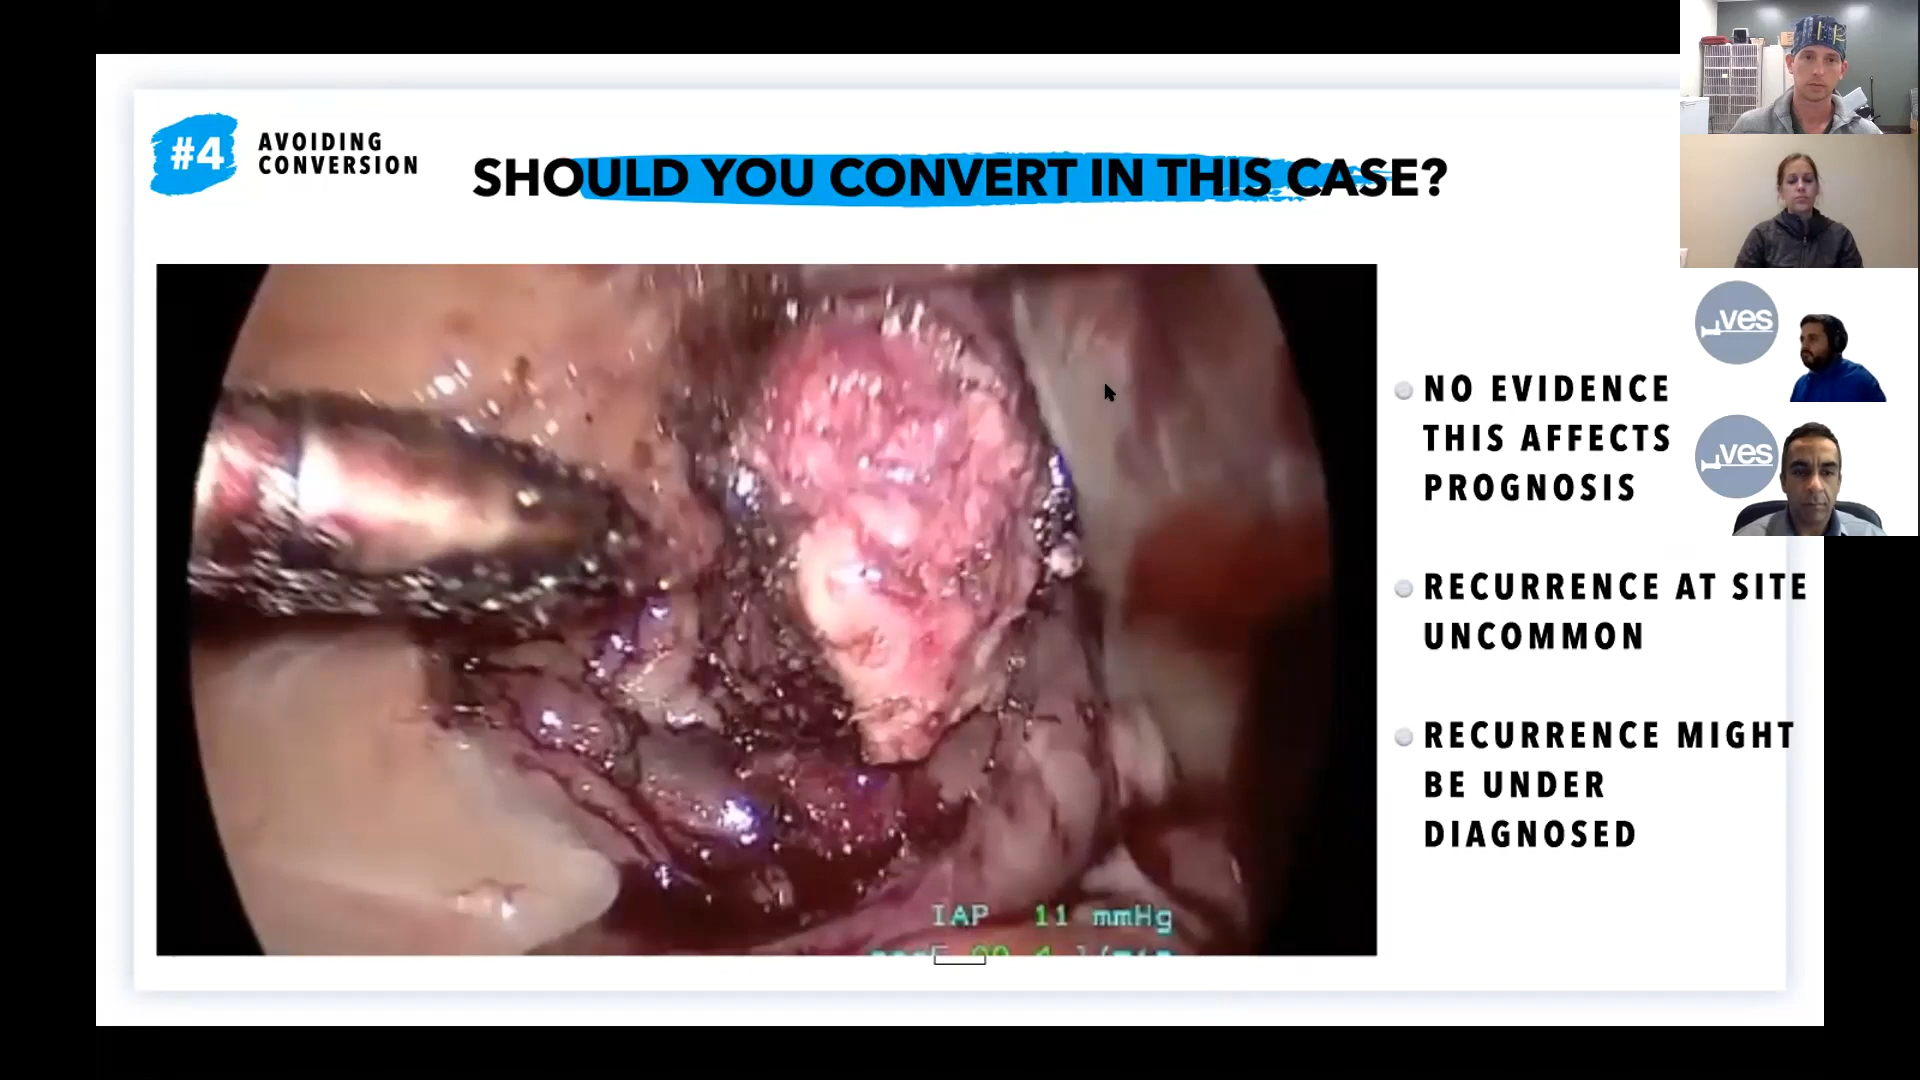 #4
AVOIDING
CONVERSION
SHOULD YOU CONVERT IN THIS CASE?
NO EVIDENCE
THIS AFFECTS
PROGNOSIS
RECURRENCE AT SITE
UNCOMMON
RECURRENCE MIGHT
BE UNDER
DIAGNOSED
IAP 11 mmHg
ves
ves